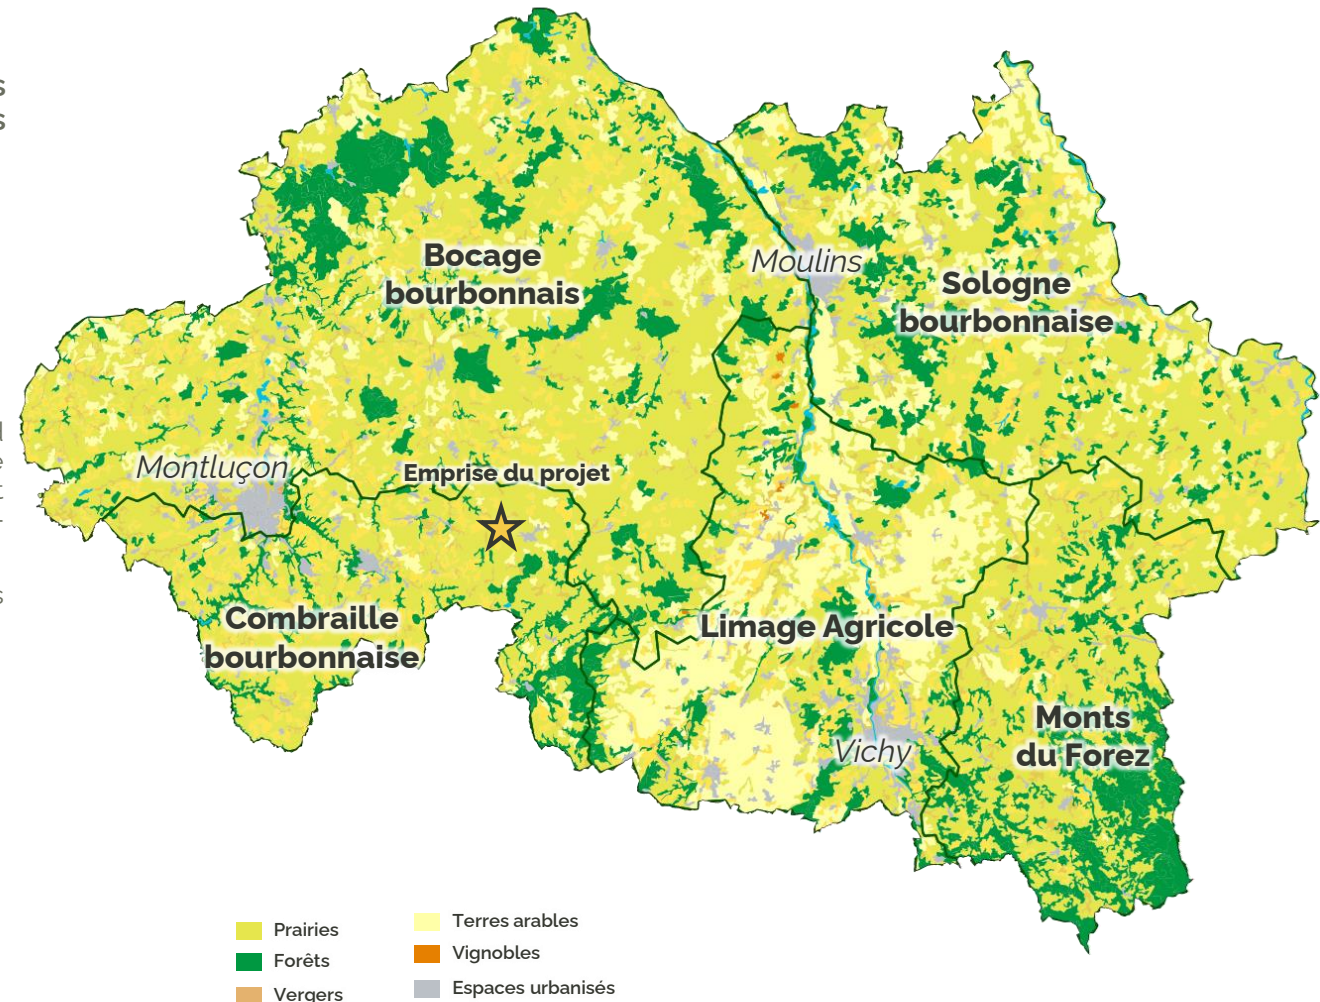 s
s
Bocage
bourbonnais
Moulins
Sologne
bourbonnaise
Montluçon
Emprise du projet
Combraille
bourbonnaise
Limage Agricole
Monts
du Forez
Vichy
Prairies
Forêts
Vergers
Terres arables
Vignobles
Espaces urbanisés